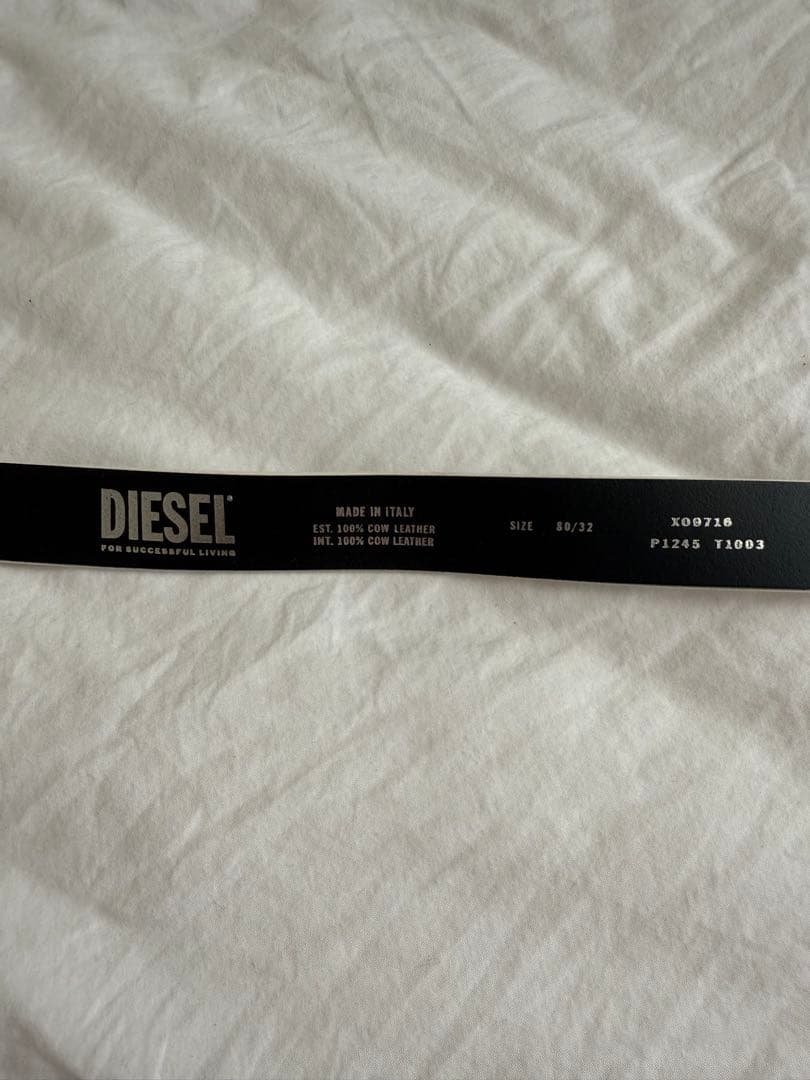 DIESEL®
FOR SUCCESSFUL LIVING
MADE IN ITALY
EST. 100% COW LEATHER
INT. 100% COW LEATHER
SIZE 80/32
X09716
P1245 T1003